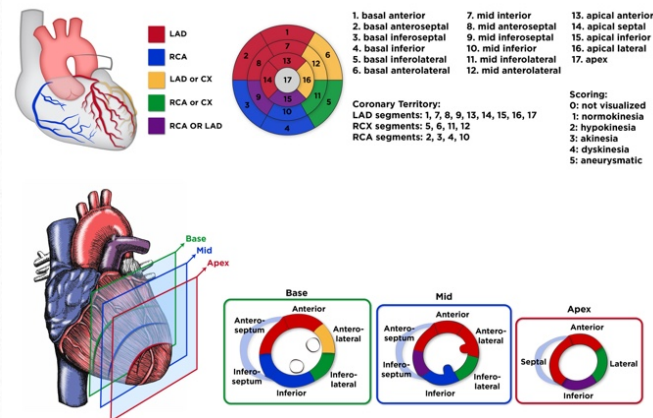 LAD
RCA
LAD or CX
RCA or CX
RCA OR LAD
1
7
13
2
8
14
17
16
12
6
3
9
15
10
4
11
5
1. basal anterior
2. basal anteroseptal
3. basal inferoseptal
4. basal inferior
5. basal inferolateral
6. basal anterolateral
7. mid interior
8. mid anteroseptal
9. mid inferoseptal
10. mid inferior
11. mid inferolateral
12. mid anterolateral
13. apical anterior
14. apical septal
15. apical inferior
16. apical lateral
17. apex
Coronary Territory:
LAD segments: 1, 7, 8, 9, 13, 14, 15, 16, 17
RCX segments: 5, 6, 11, 12
RCA segments: 2, 3, 4, 10
Scoring:
0: not visualized
1: normokinesia
2: hypokinesia
3: akinesia
4: dyskinesia
5: aneurysmatic
Base
Mid
Apex
Base
Anterior
Antero-
septum
Antero-
lateral
Infero-
septum
Infero-
lateral
Inferior
Mid
Anterior
Antero-
septum
Antero-
lateral
Infero-
septum
Infero-
lateral
Inferior
Apex
Anterior
Septal
Lateral
Inferior